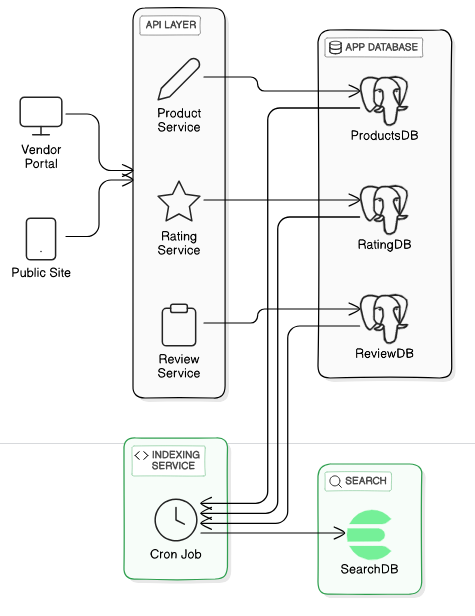 API LAYER
APP DATABASE
Product
Service
ProductsDB
Vendor
Portal
Rating
Service
RatingDB
Public Site
Review
Service
ReviewDB
INDEXING
SERVICE
Cron Job
SEARCH
SearchDB